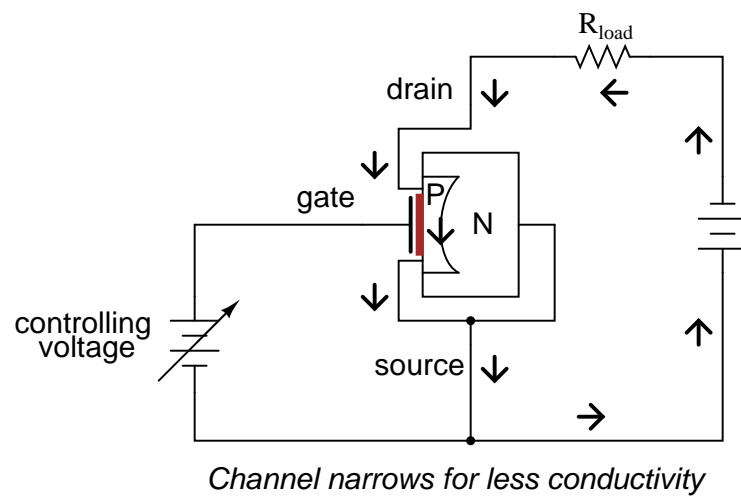 R_load
drain
gate
P
N
controlling
voltage
source
Channel narrows for less conductivity